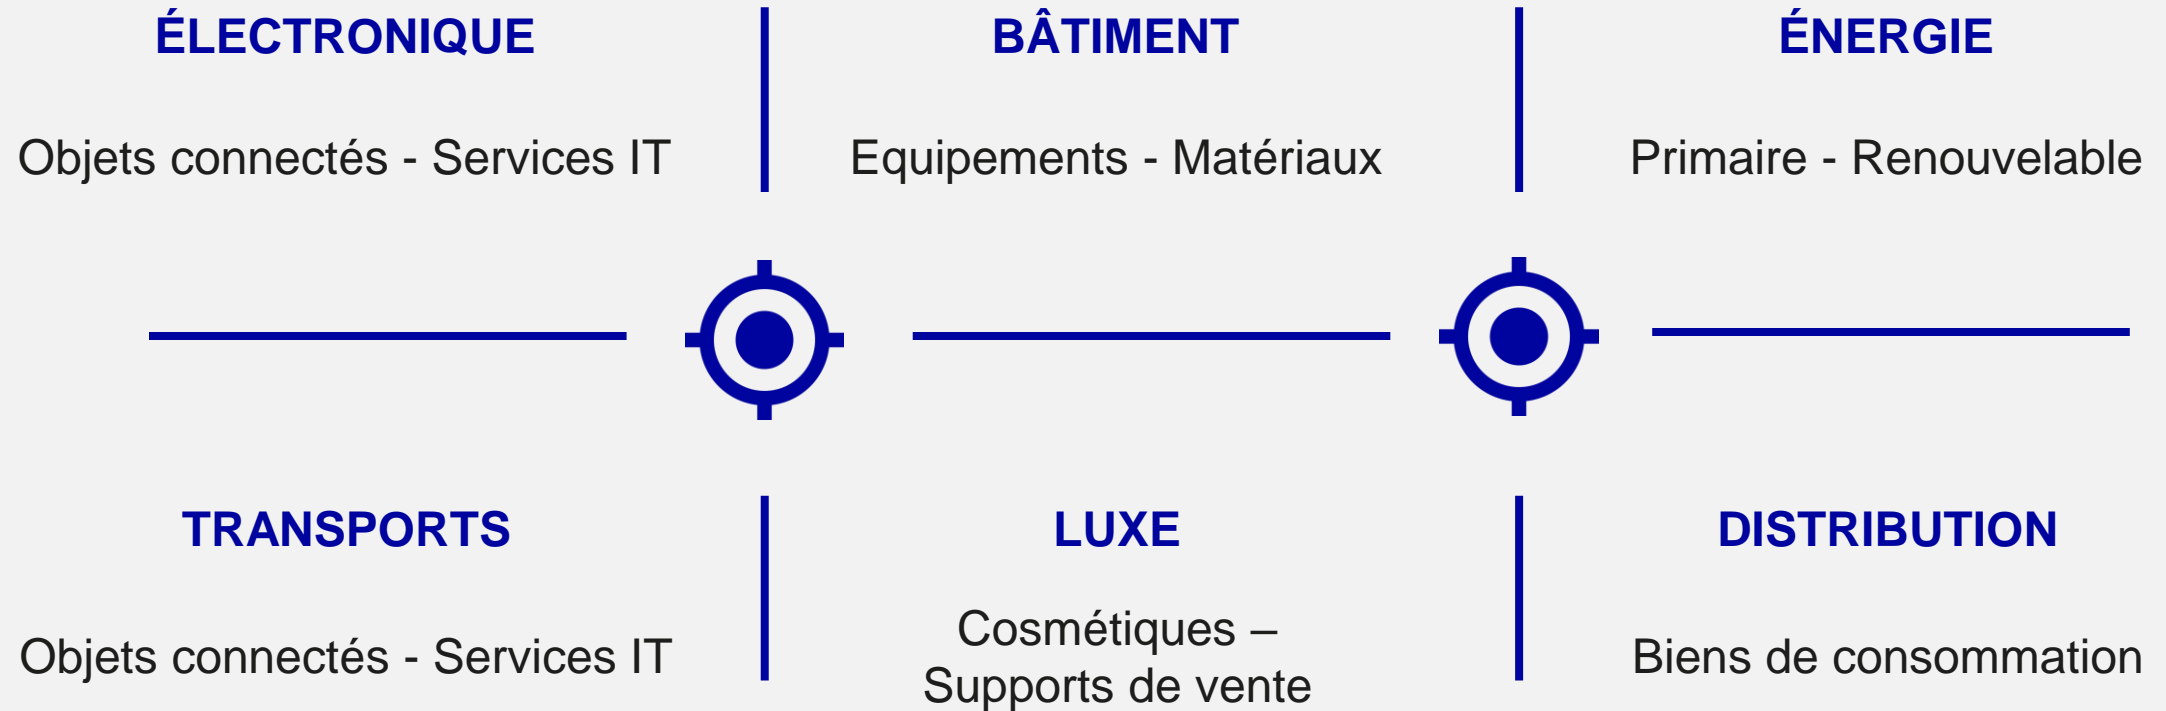 ÉLECTRONIQUE
Objets connectés - Services IT
BÂTIMENT
Equipements - Matériaux
ÉNERGIE
Primaire - Renouvelable
TRANSPORTS
Objets connectés - Services IT
LUXE
Cosmétiques –
Supports de vente
DISTRIBUTION
Biens de consommation